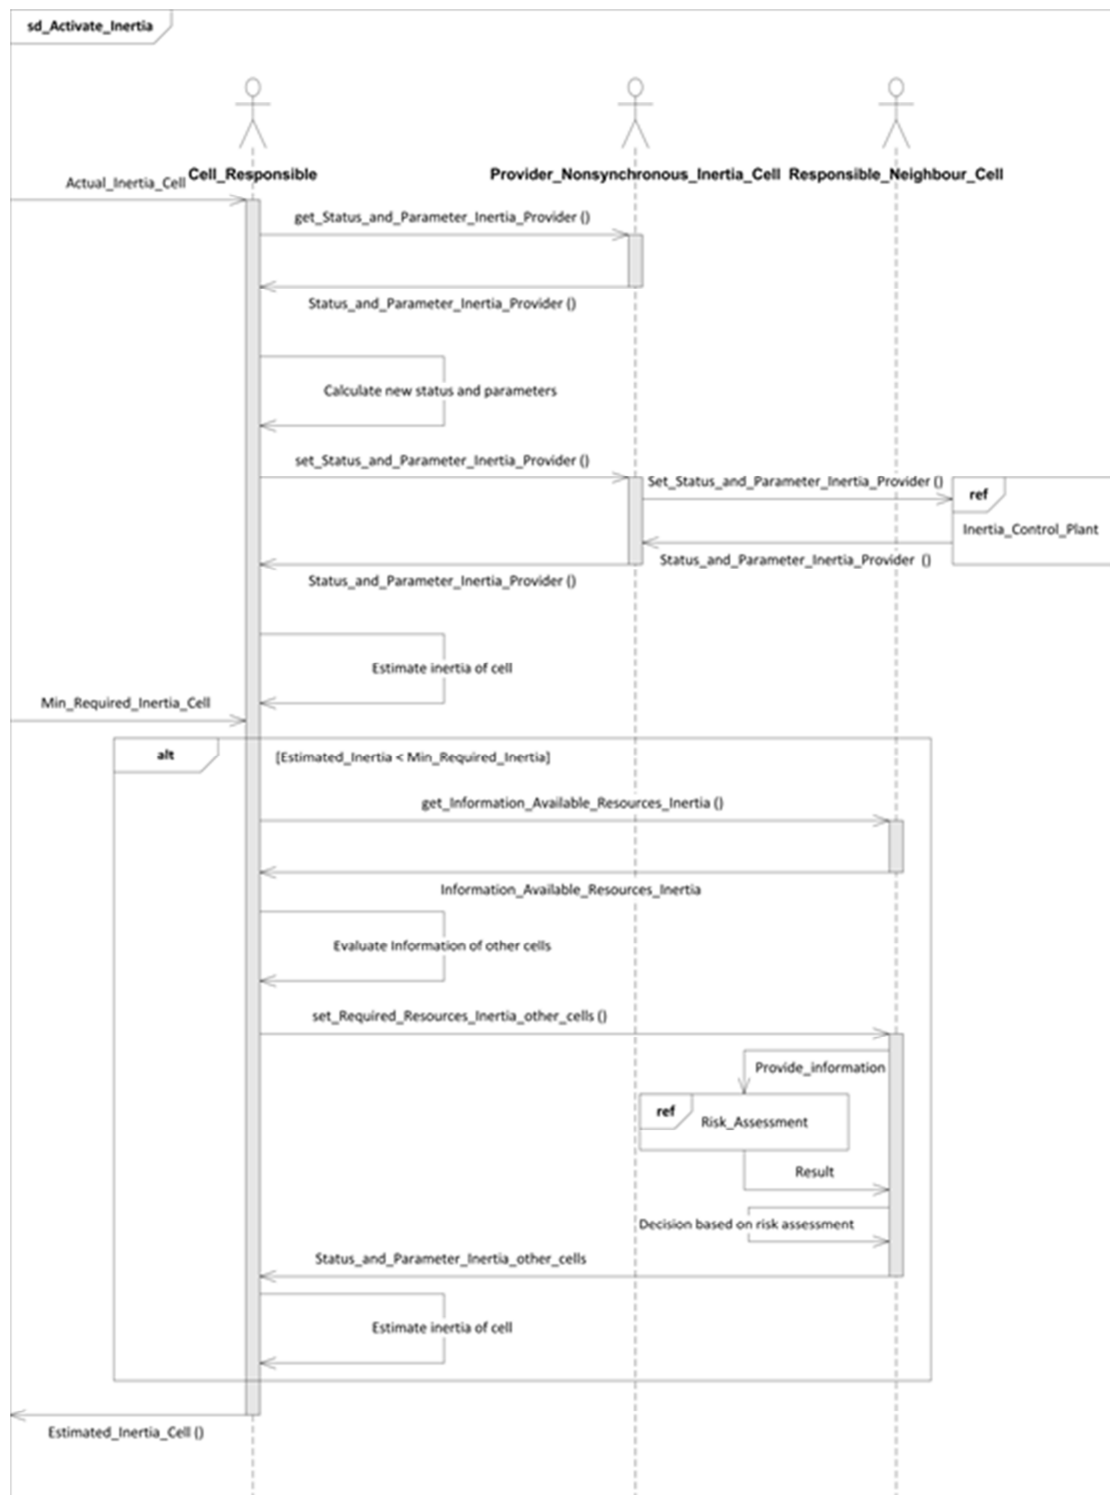 sd_Activate_Inertia
Cell_Responsible
Provider_Nonsynchronous_Inertia_Cell
Responsible_Neighbour_Cell
Actual_Inertia_Cell
get_Status_and_Parameter_Inertia_Provider ()
Status_and_Parameter_Inertia_Provider ()
Calculate new status and parameters
set_Status_and_Parameter_Inertia_Provider ()
Set_Status_and_Parameter_Inertia_Provider ()
ref
Inertia_Control_Plant
Status_and_Parameter_Inertia_Provider ()
Status_and_Parameter_Inertia_Provider ()
Estimate inertia of cell
Min_Required_Inertia_Cell
alt
[Estimated_Inertia < Min_Required_Inertia]
get_Information_Available_Resources_Inertia ()
Information_Available_Resources_Inertia
Evaluate Information of other cells
set_Required_Resources_Inertia_other_cells ()
Provide_information
ref
Risk_Assessment
Result
Decision based on risk assessment
Status_and_Parameter_Inertia_other_cells
Estimate inertia of cell
Estimated_Inertia_Cell ()